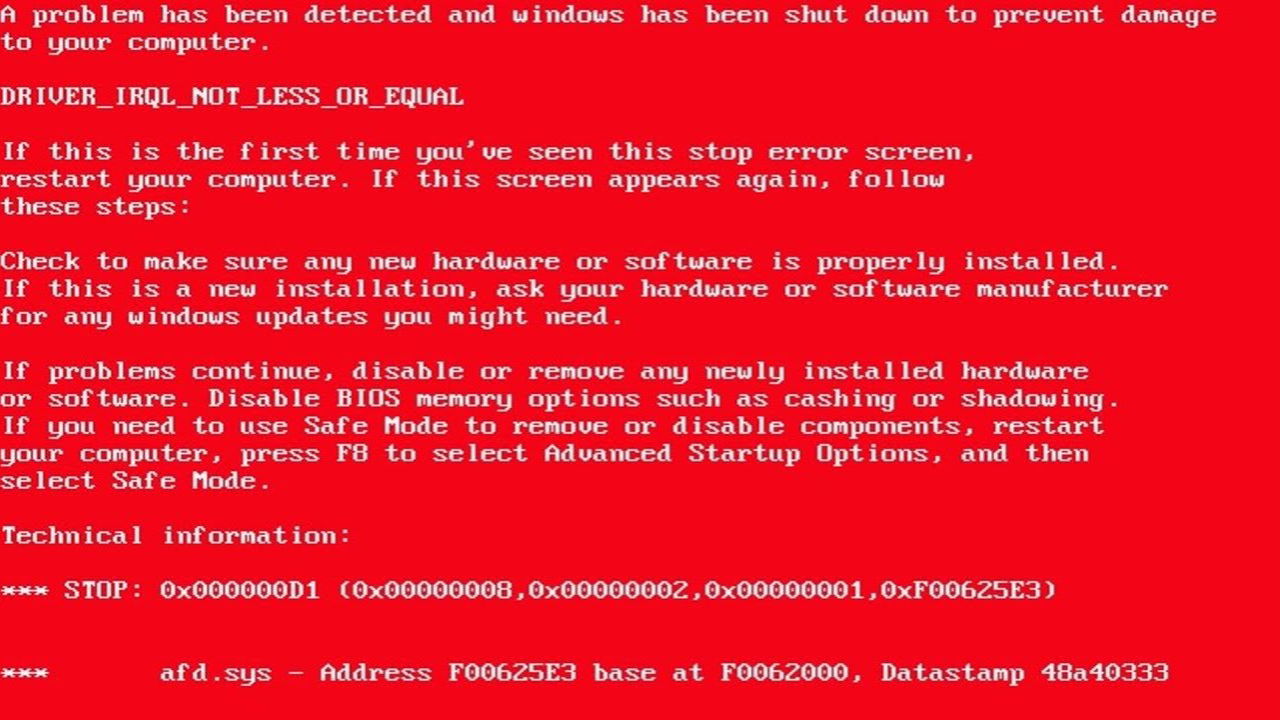 A problem has been detected and windows has been shut down to prevent damage
to your computer.
DRIVER_IRQL_NOT_LESS_OR_EQUAL
If this is the first time you've seen this stop error screen,
restart your computer. If this screen appears again, follow
these steps:
Check to make sure any new hardware or software is properly installed.
If this is a new installation, ask your hardware or software manufacturer
for any windows updates you might need.
If problems continue, disable or remove any newly installed hardware
or software. Disable BIOS memory options such as cashing or shadowing.
If you need to use Safe Mode to remove or disable components, restart
your computer, press F8 to select Advanced Startup Options, and then
select Safe Mode.
Technical information:
*** STOP: 0x000000D1 (0x00000008,0x00000002,0x00000001,0xF00625E3)
*** afd.sys - Address F00625E3 base at F0062000, Datastamp 48a40333